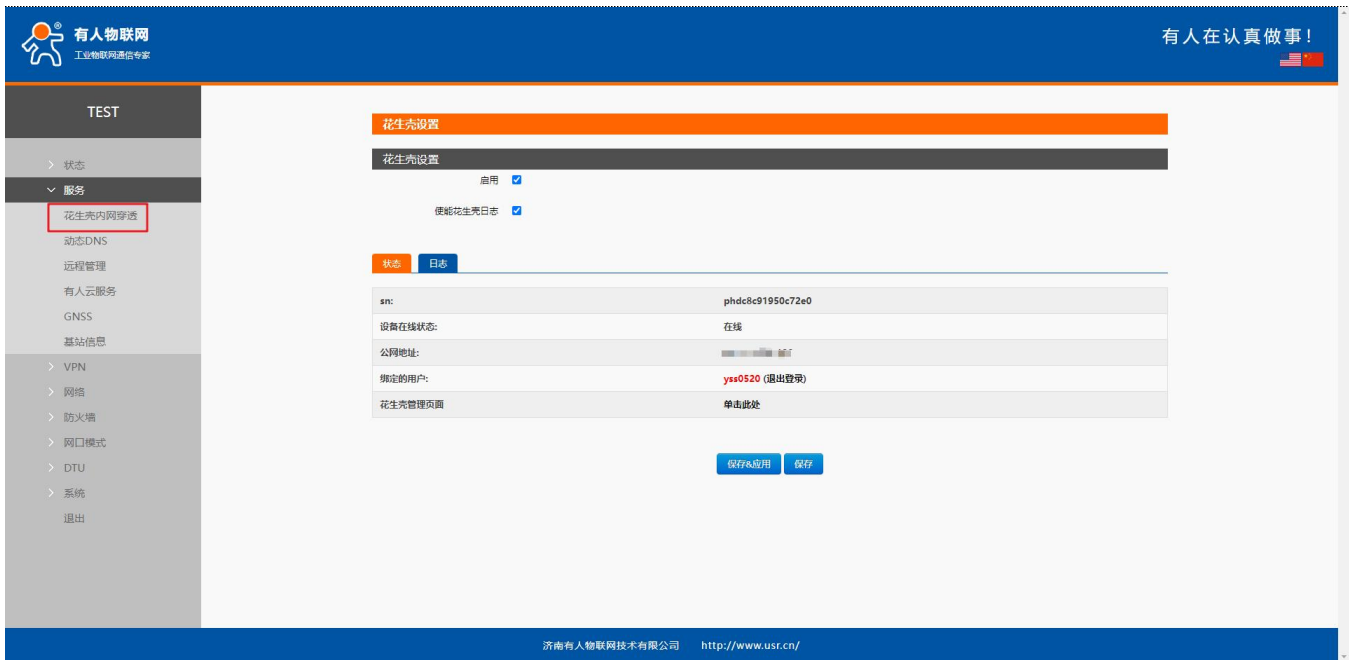 有人物联网
工业物联网通信专家
有人在认真做事!
TEST
状态
服务
花生壳内网穿透
动态DNS
远程管理
有人云服务
GNSS
基站信息
VPN
网络
防火墙
网口模式
DTU
系统
退出
花生壳设置
花生壳设置
启用
使能花生壳日志
状态 日志
sn: phdc8c91950c72e0
设备在线状态: 在线
公网地址:
绑定的用户: yss0520 (退出登录)
花生壳管理页面 单击此处
保存&应用 保存
济南有人物联网技术有限公司 http://www.usr.cn/